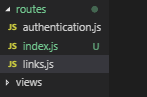 routes
JS authentication.js
JS index.js U
JS links.js
views